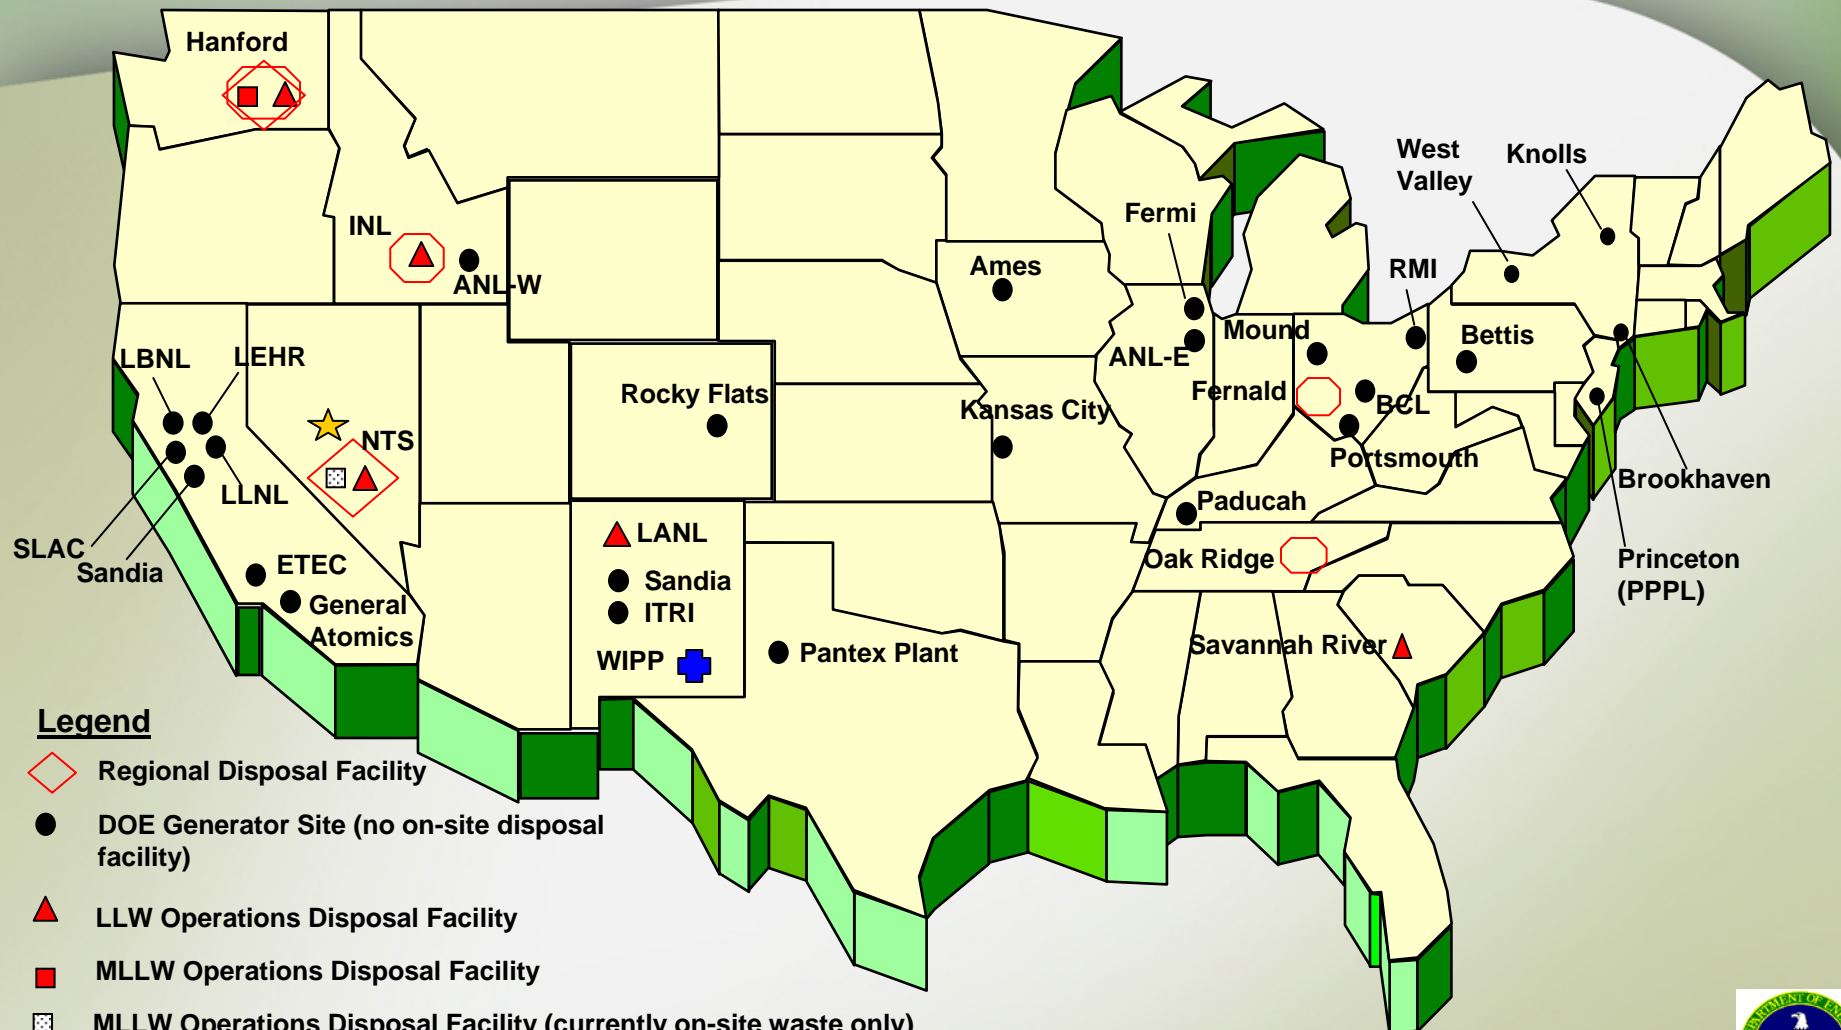 Hanford
West
Valley
Knolls
INL
Fermi
ANL-W
Ames
RMI
Mound
Bettis
LBNL
LEHR
ANL-E
Rocky Flats
Fernald
Kansas City
BCL
NTS
Portsmouth
LLNL
Paducah
Brookhaven
SLAC
Sandia
LANL
Oak Ridge
Princeton
(PPPL)
ETEC
Sandia
General
Atomics
ITRI
WIPP
Pantex Plant
Savannah River
Legend
Regional Disposal Facility
DOE Generator Site (no on-site disposal
facility)
LLW Operations Disposal Facility
MLLW Operations Disposal Facility
MLLW Operations Disposal Facility (currently on-site waste only)